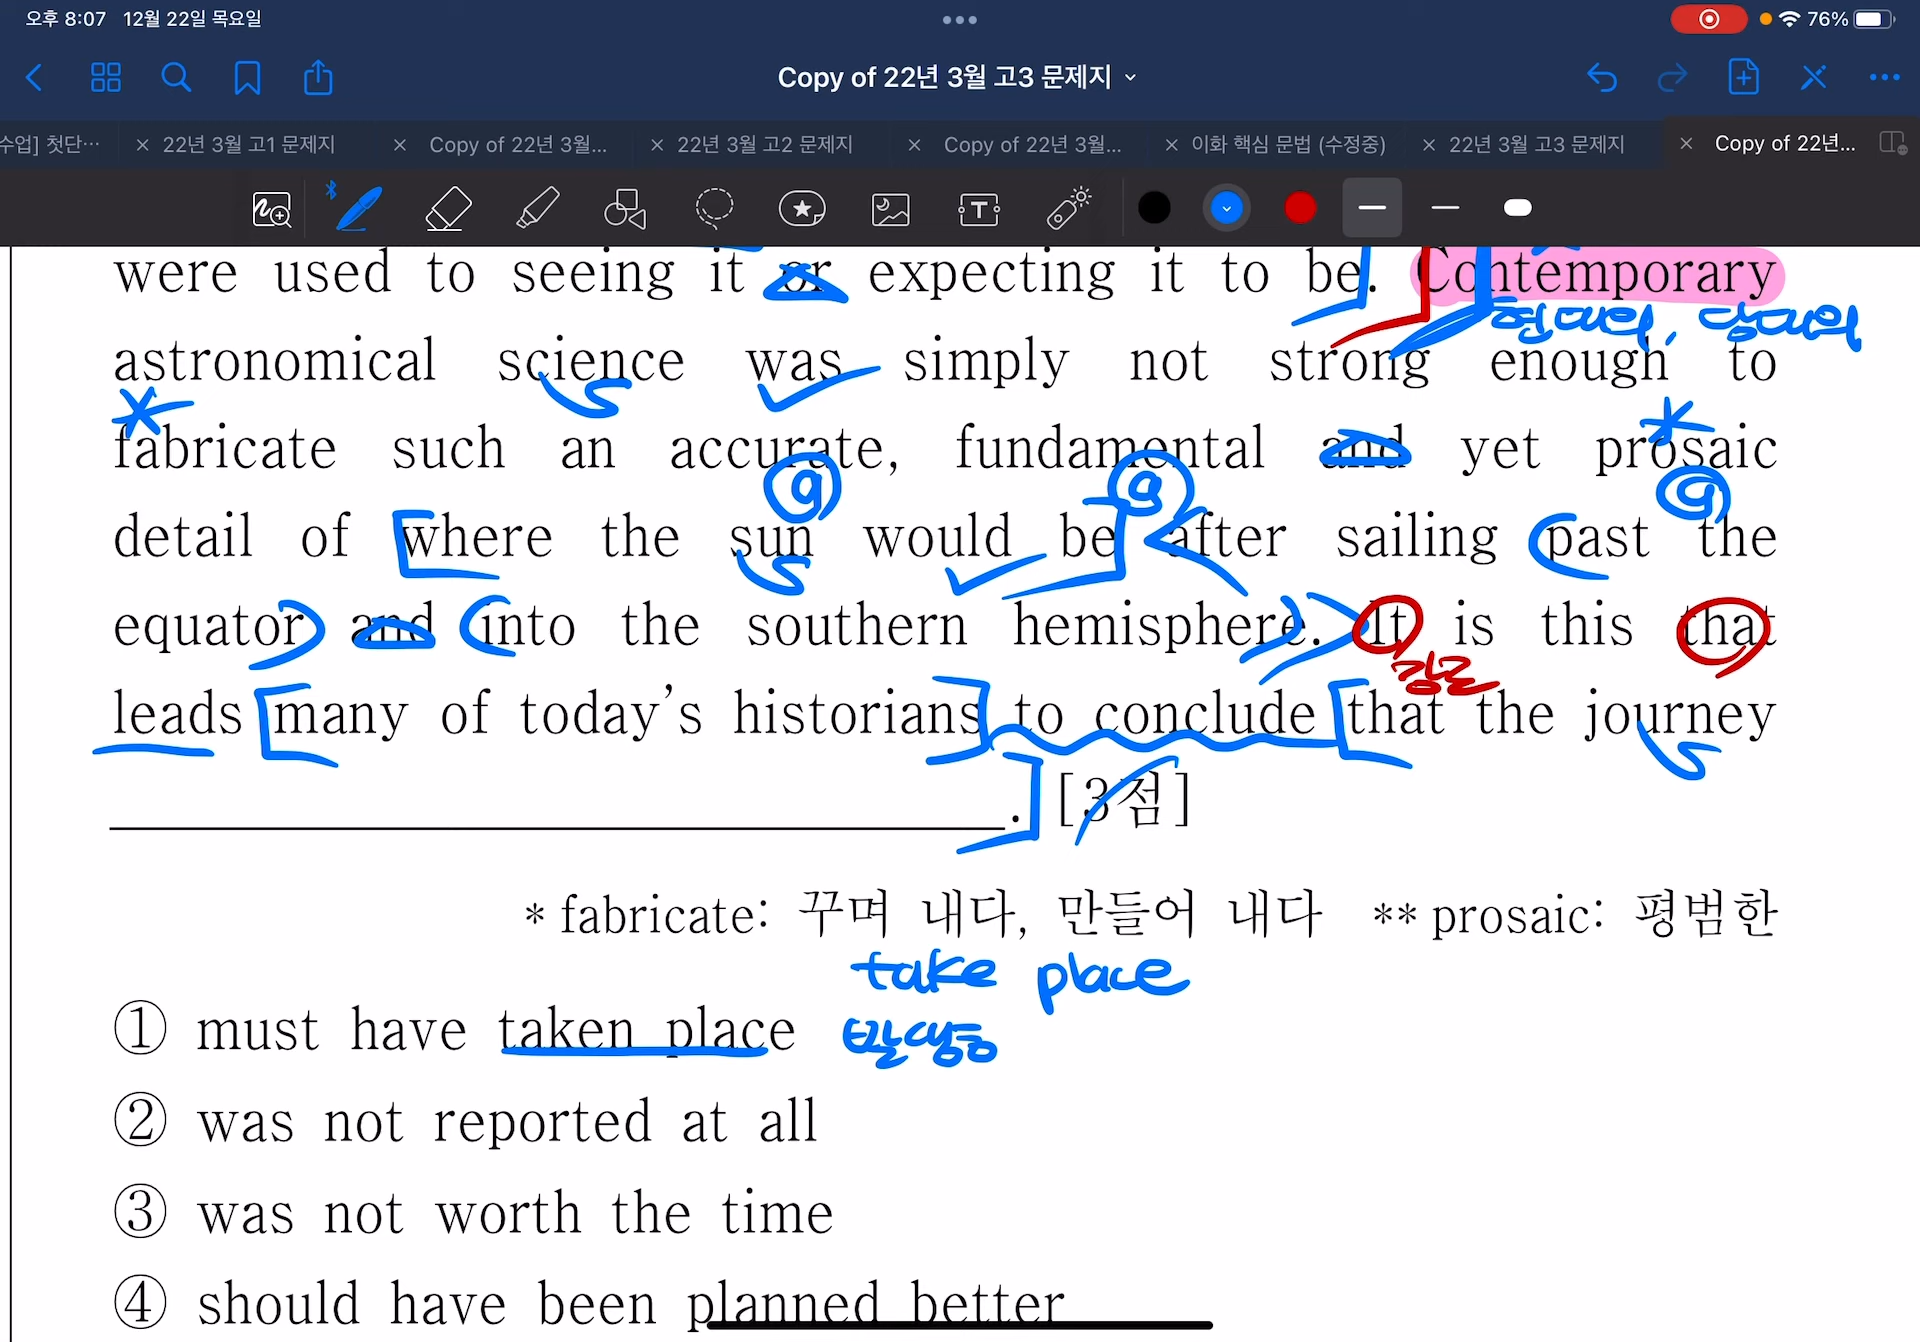 오후 8:07 12월 22일 목요일
76%
Copy of 22년 3월 고3 문제지
수업] 첫단… 22년 3월 고1 문제지 Copy of 22년 3월... 22년 3월 고2 문제지 Copy of 22년 3월... 이화 핵심 문법 (수정중) 22년 3월 고3 문제지 Copy of 22년...
were used to seeing it or expecting it to be. Contemporary
현대의, 당대의
astronomical science was simply not strong enough to
fabricate such an accurate, fundamental and yet prosaic
ⓐ ⓐ ⓐ
detail of where the sun would be after sailing past the
equator and into the southern hemisphere. It is this that
강조
leads many of today's historians to conclude that the journey
. [3점]
* fabricate: 꾸며 내다, 만들어 내다 ** prosaic: 평범한
take place
① must have taken place 발생
② was not reported at all
③ was not worth the time
④ should have been planned better